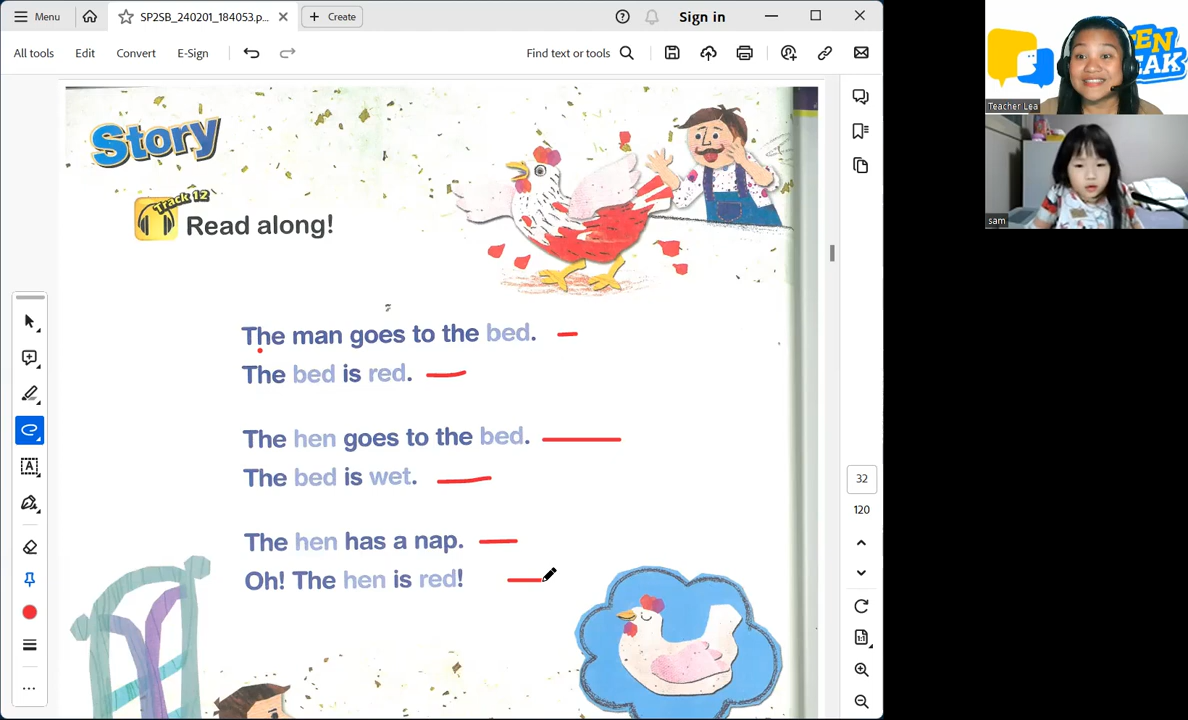 Menu
SP2SB_240201_184053.p...
Create
Sign in
All tools
Edit
Convert
E-Sign
Find text or tools
Story
Track 12
Read along!
The man goes to the bed.
The bed is red.
The hen goes to the bed.
The bed is wet.
The hen has a nap.
Oh! The hen is red!
32
120
EN
EAK
Teacher Lea
sam